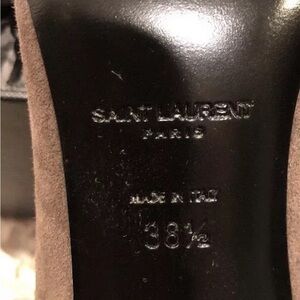 SAINT LAURENT
PARIS
MADE IN ITALY
38½